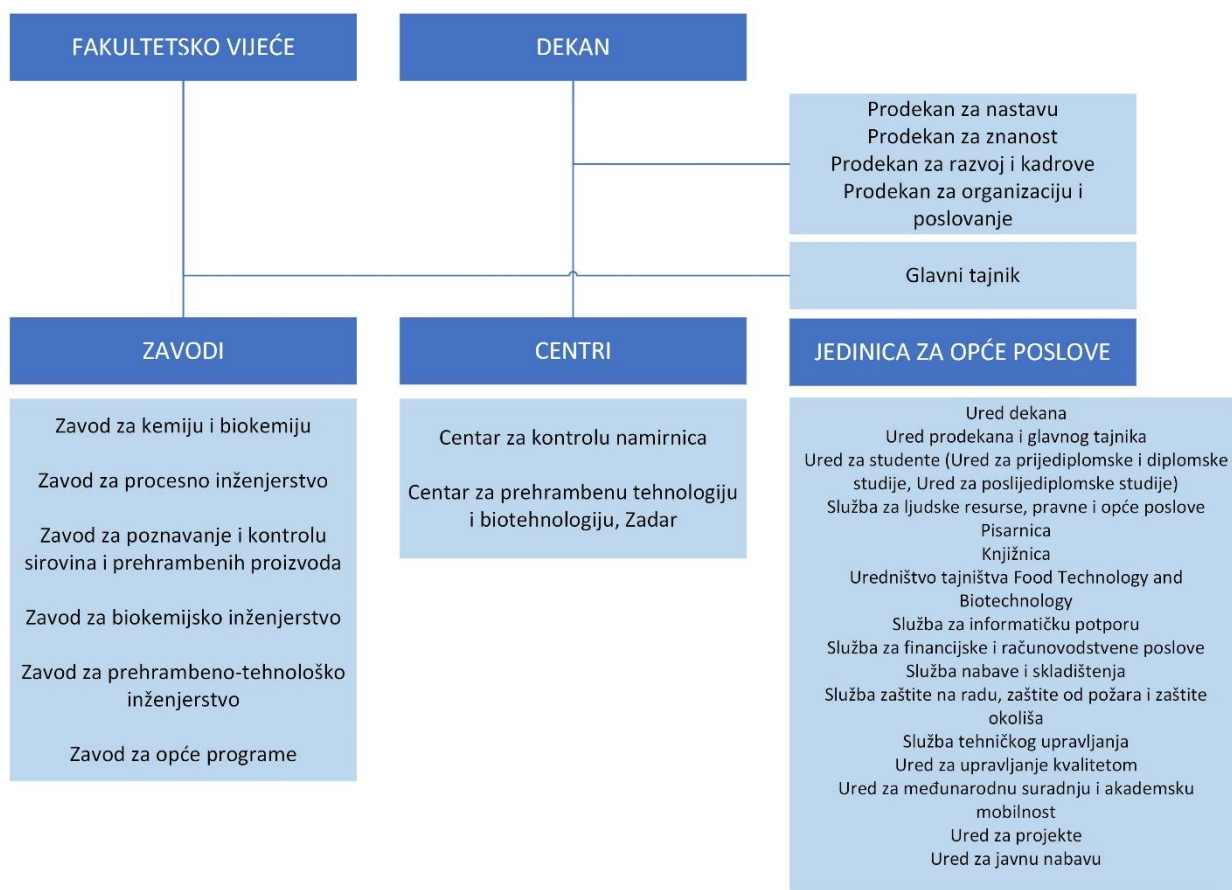 FAKULTETSKO VIJEĆE
DEKAN
Prodekan za nastavu
Prodekan za znanost
Prodekan za razvoj i kadrove
Prodekan za organizaciju i
poslovanje
Glavni tajnik
ZAVODI
Zavod za kemiju i biokemiju
Zavod za procesno inženjerstvo
Zavod za poznavanje i kontrolu
sirovina i prehrambenih proizvoda
Zavod za biokemijsko inženjerstvo
Zavod za prehrambeno-tehnološko
inženjerstvo
Zavod za opće programe
CENTRI
Centar za kontrolu namirnica
Centar za prehrambenu tehnologiju
i biotehnologiju, Zadar
JEDINICA ZA OPĆE POSLOVE
Ured dekana
Ured prodekana i glavnog tajnika
Ured za studente (Ured za prijediplomske i diplomske
studije, Ured za poslijediplomske studije)
Služba za ljudske resurse, pravne i opće poslove
Pisarnica
Knjižnica
Uredništvo tajništva Food Technology and
Biotechnology
Služba za informatičku potporu
Služba za financijske i računovodstvene poslove
Služba nabave i skladištenja
Služba zaštite na radu, zaštite od požara i zaštite
okoliša
Služba tehničkog upravljanja
Ured za upravljanje kvalitetom
Ured za međunarodnu suradnju i akademsku
mobilnost
Ured za projekte
Ured za javnu nabavu